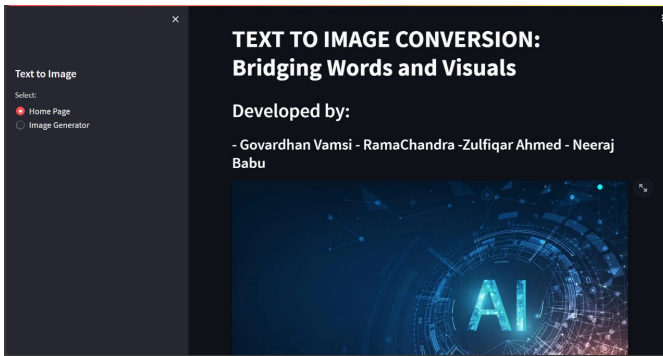 Text to Image
Select:
Home Page
Image Generator
TEXT TO IMAGE CONVERSION:
Bridging Words and Visuals
Developed by:
- Govardhan Vamsi - RamaChandra -Zulfiqar Ahmed - Neeraj
Babu
AI